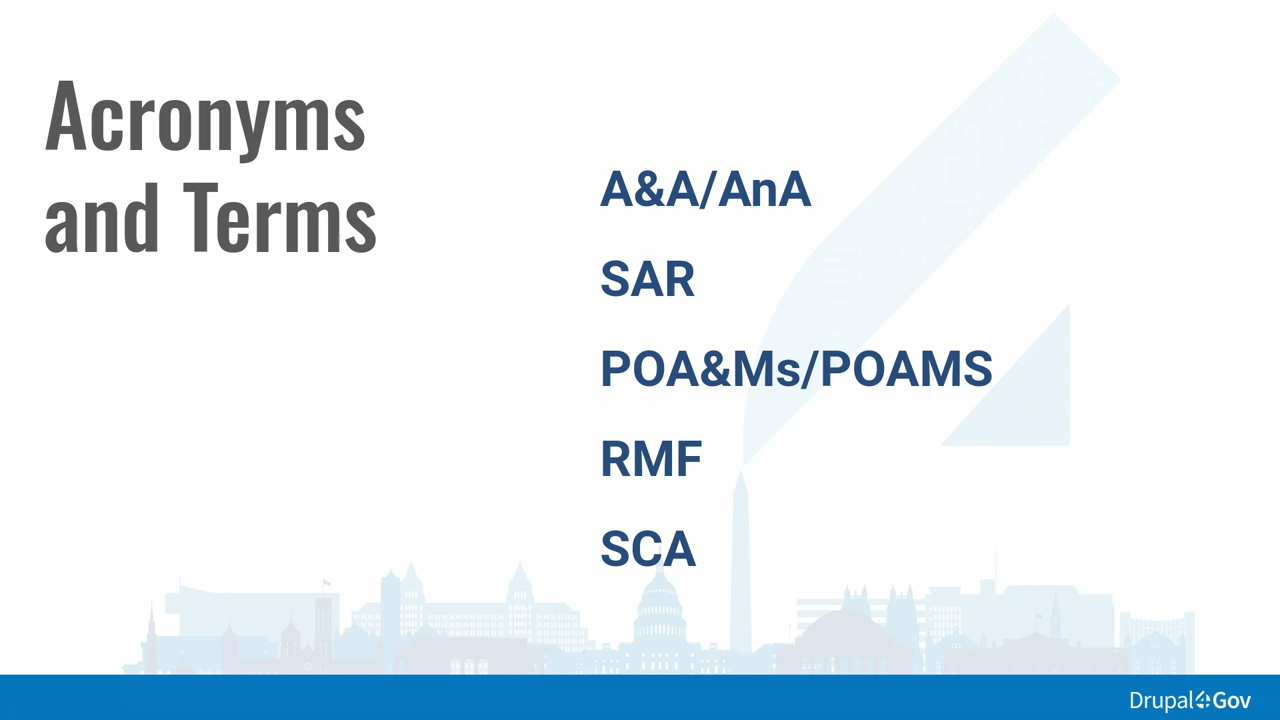 Acronyms
and Terms
A&A/AnA
SAR
POA&Ms/POAMS
RMF
SCA
Drupal4Gov